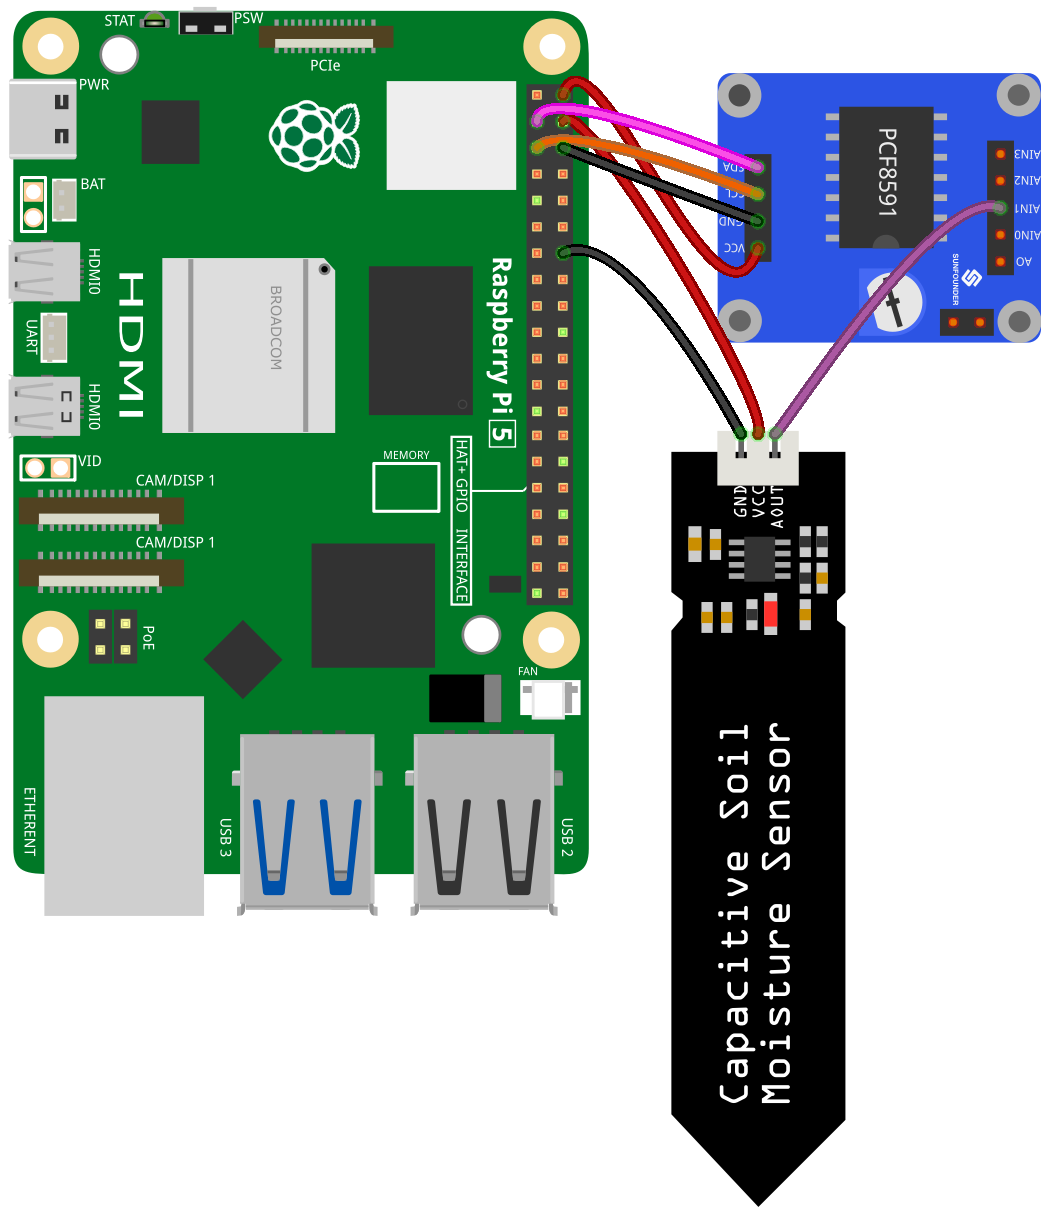 STAT
PSW
PCIe
PWR
BAT
HDMI0
HDMI
UART
HDMI0
VID
CAM/DISP 1
CAM/DISP 1
PoE
BROADCOM
MEMORY
Raspberry Pi 5
HAT+ GPIO INTERFACE
FAN
ETHERENT
USB 3
USB 2
SDA
SCL
GND
VCC
PCF8591
AIN3
AIN2
AIN1
AIN0
AO
SUNFOUNDER
GND
VCC
AOUT
Capacitive Soil
Moisture Sensor